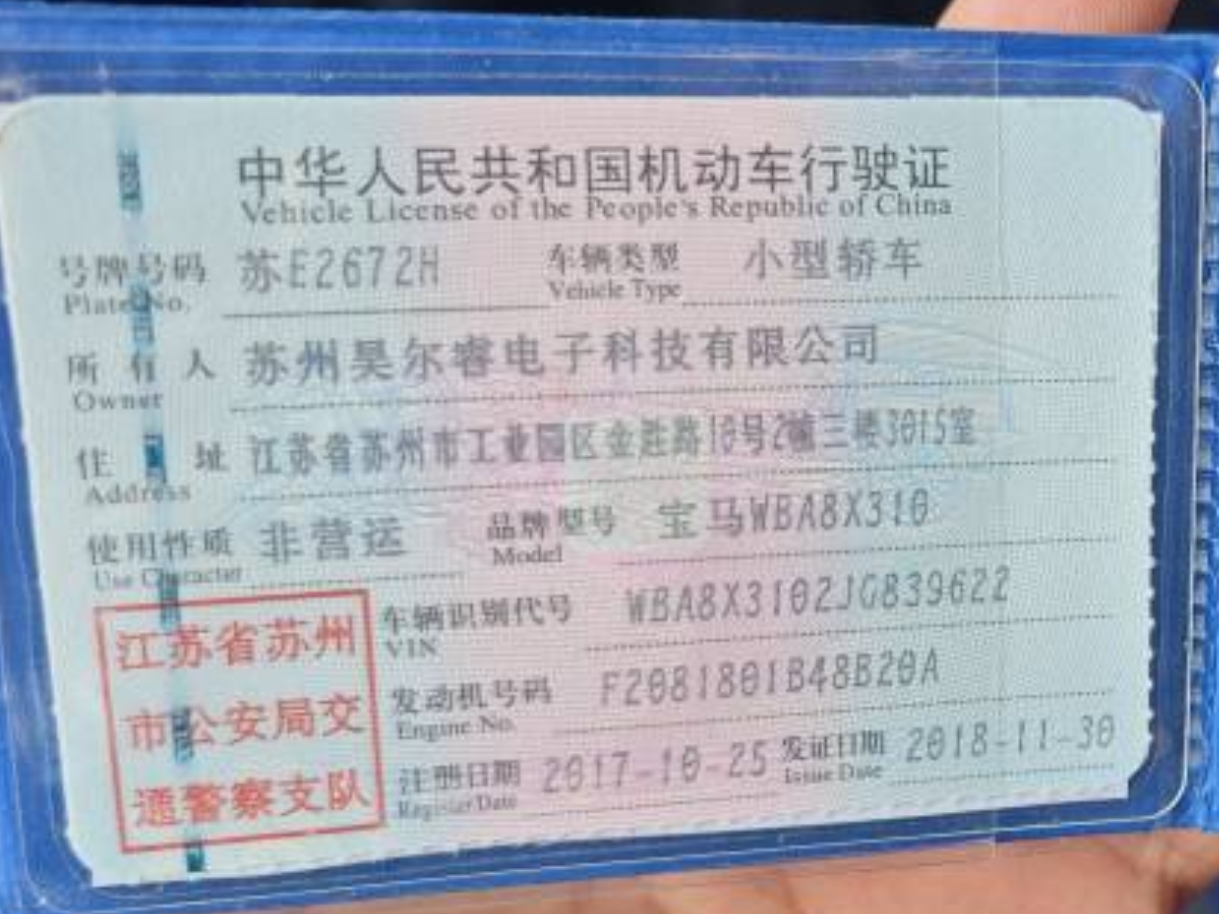 中华人民共和国机动车行驶证
Vehicle License of the People's Republic of China
号牌号码 苏E2672H 车辆类型 小型轿车
Plate No. Vehicle Type
所有人 苏州昊尔睿电子科技有限公司
Owner
住址 江苏省苏州市工业园区金胜路10号2幢三楼3015室
Address
使用性质 非营运 品牌型号 宝马WBA8X310
Use Character Model
车辆识别代号 WBA8X3102JG839622
VIN
发动机号码 F2081801B48B20A
Engine No.
注册日期 2017-10-25 发证日期 2018-11-30
Register Date Issue Date
江苏省苏州
市公安局交
通警察支队